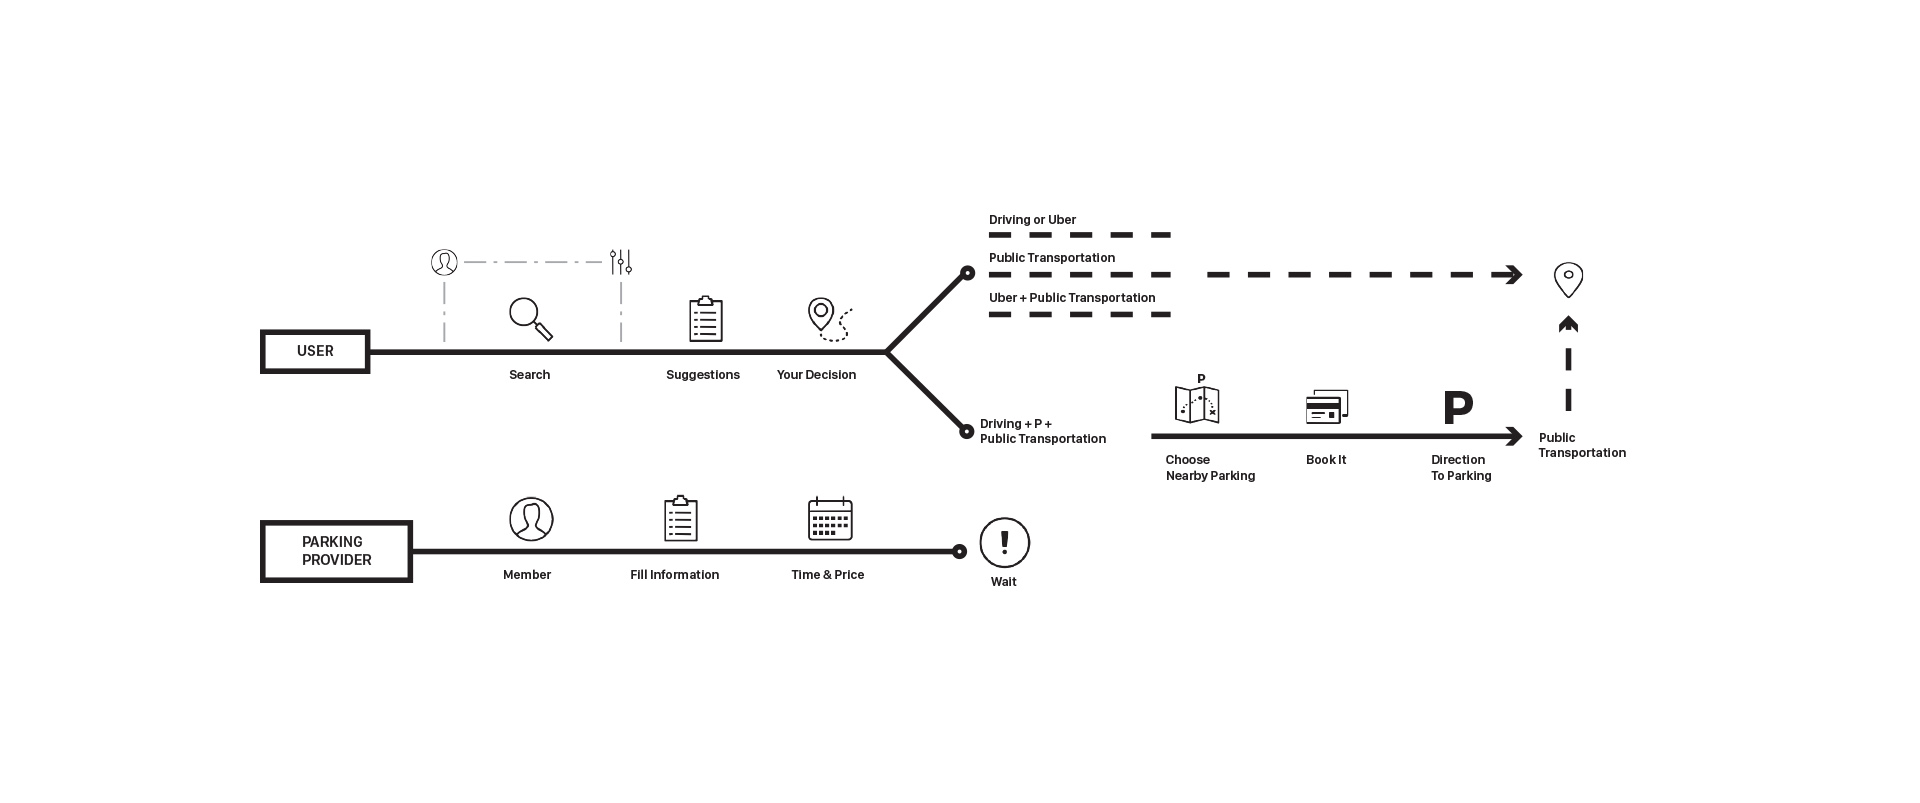 USER
Search
Suggestions
Your Decision
Driving or Uber
Public Transportation
Uber + Public Transportation
Driving + P +
Public Transportation
P
Choose
Nearby Parking
Book It
P
Direction
To Parking
Public
Transportation
PARKING
PROVIDER
Member
Fill Information
Time & Price
!
Wait